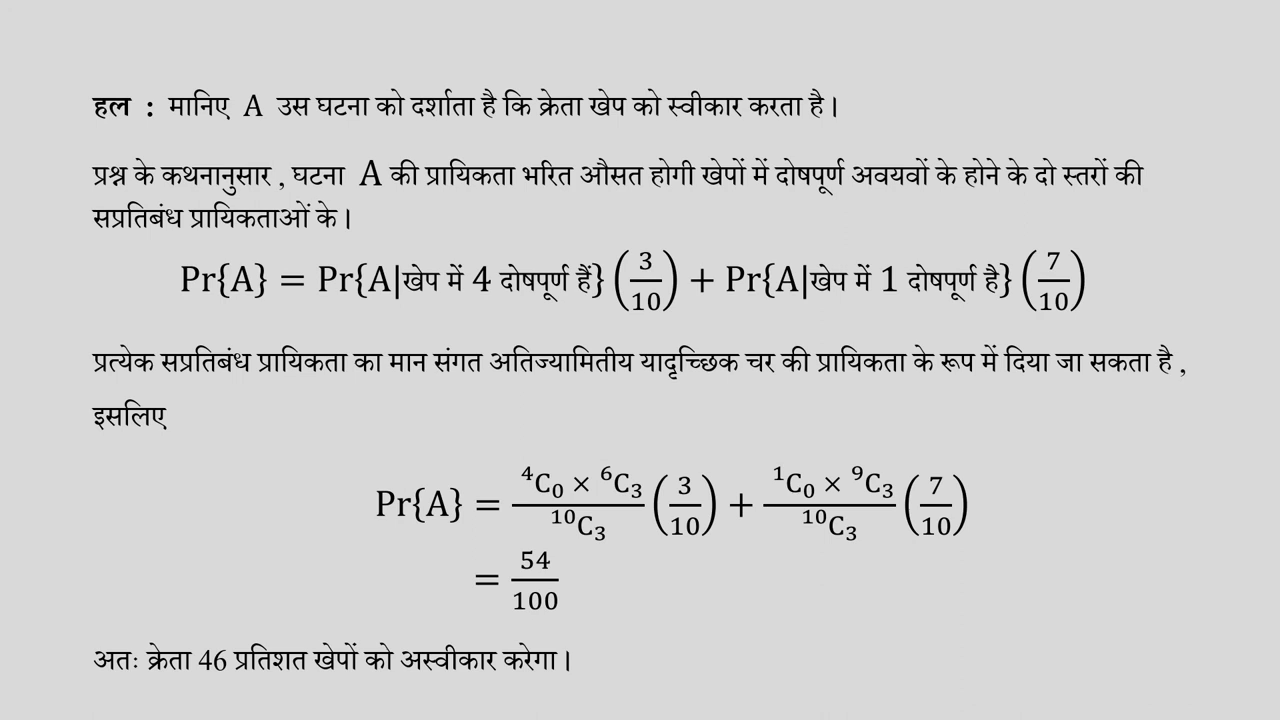 हल : मानिए A उस घटना को दर्शाता है कि क्रेता खेप को स्वीकार करता है।
प्रश्न के कथनानुसार , घटना A की प्रायिकता भरित औसत होगी खेपों में दोषपूर्ण अवयवों के होने के दो स्तरों की
सप्रतिबंध प्रायिकताओं के।
Pr{A} = Pr{A|खेप में 4 दोषपूर्ण हैं} (3/10) + Pr{A|खेप में 1 दोषपूर्ण है} (7/10)
प्रत्येक सप्रतिबंध प्रायिकता का मान संगत अतिज्यामितीय यादृच्छिक चर की प्रायिकता के रूप में दिया जा सकता है ,
इसलिए
Pr{A} = (⁴C₀ × ⁶C₃)/(¹⁰C₃) (3/10) + (¹C₀ × ⁹C₃)/(¹⁰C₃) (7/10)
= 54/100
अतः क्रेता 46 प्रतिशत खेपों को अस्वीकार करेगा।